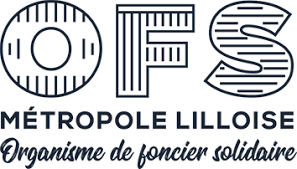 OFS
MÉTROPOLE LILLOISE
Organisme de foncier solidaire